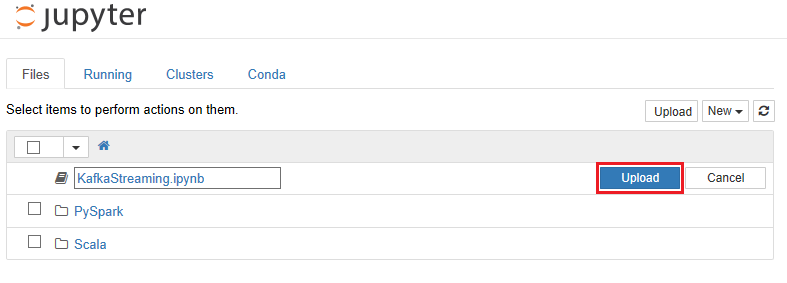 jupyter
Files Running Clusters Conda
Select items to perform actions on them.
Upload New
KafkaStreaming.ipynb Upload Cancel
PySpark
Scala